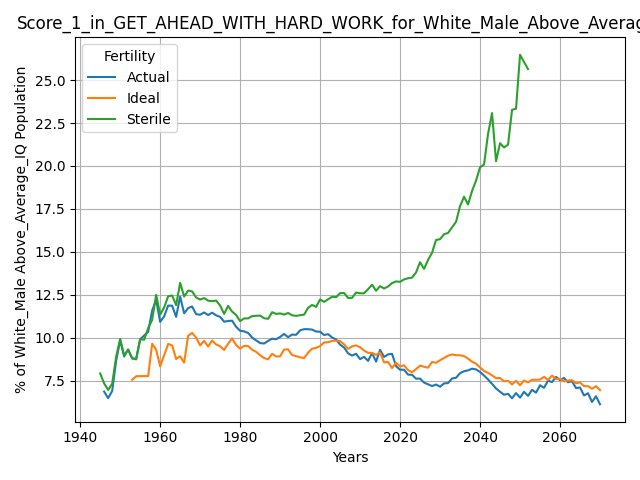 Score_1_in_GET_AHEAD_WITH_HARD_WORK_for_White_Male_Above_Averag
Fertility
Actual
Ideal
Sterile
% of White_Male Above_Average_IQ Population
25.0
22.5
20.0
17.5
15.0
12.5
10.0
7.5
1940
1960
1980
2000
2020
2040
2060
Years